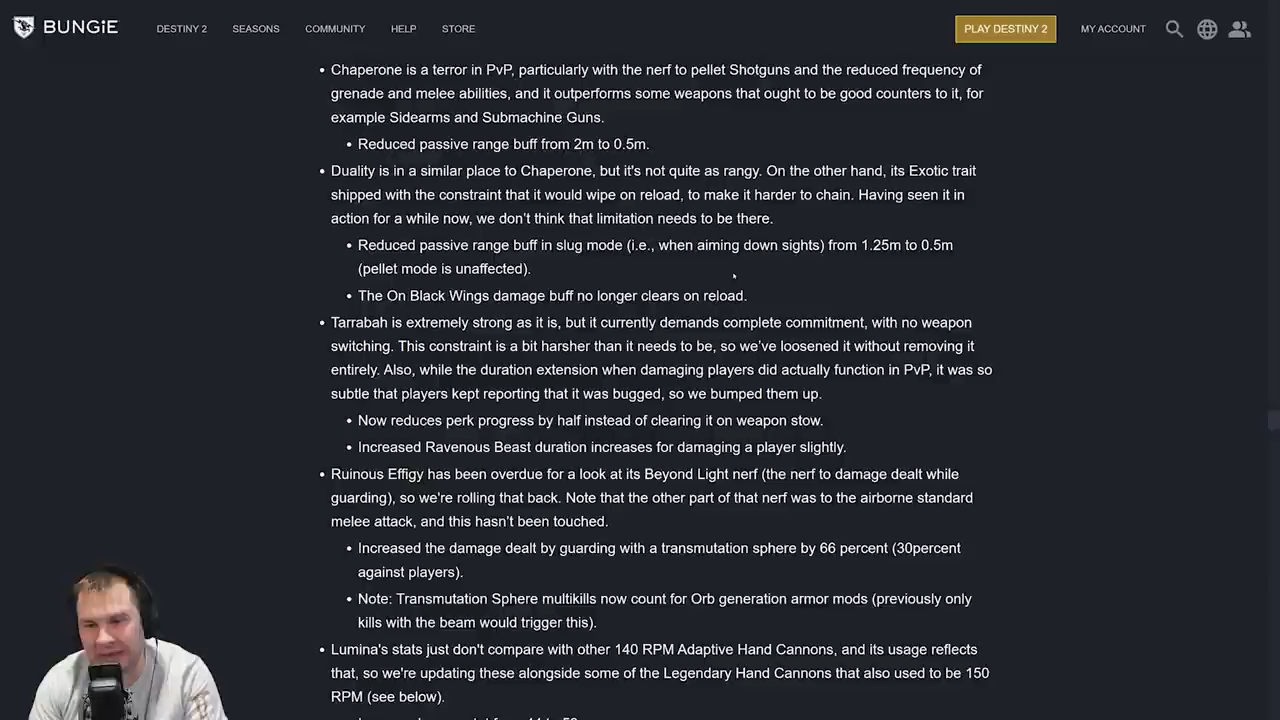 BUNGiE
DESTINY 2
SEASONS
COMMUNITY
HELP
STORE
PLAY DESTINY 2
MY ACCOUNT
• Chaperone is a terror in PvP, particularly with the nerf to pellet Shotguns and the reduced frequency of
grenade and melee abilities, and it outperforms some weapons that ought to be good counters to it, for
example Sidearms and Submachine Guns.
• Reduced passive range buff from 2m to 0.5m.
• Duality is in a similar place to Chaperone, but it's not quite as rangy. On the other hand, its Exotic trait
shipped with the constraint that it would wipe on reload, to make it harder to chain. Having seen it in
action for a while now, we don't think that limitation needs to be there.
• Reduced passive range buff in slug mode (i.e., when aiming down sights) from 1.25m to 0.5m
(pellet mode is unaffected).
• The On Black Wings damage buff no longer clears on reload.
• Tarrabah is extremely strong as it is, but it currently demands complete commitment, with no weapon
switching. This constraint is a bit harsher than it needs to be, so we've loosened it without removing it
entirely. Also, while the duration extension when damaging players did actually function in PvP, it was so
subtle that players kept reporting that it was bugged, so we bumped them up.
• Now reduces perk progress by half instead of clearing it on weapon stow.
• Increased Ravenous Beast duration increases for damaging a player slightly.
• Ruinous Effigy has been overdue for a look at its Beyond Light nerf (the nerf to damage dealt while
guarding), so we're rolling that back. Note that the other part of that nerf was to the airborne standard
melee attack, and this hasn't been touched.
• Increased the damage dealt by guarding with a transmutation sphere by 66 percent (30percent
against players).
• Note: Transmutation Sphere multikills now count for Orb generation armor mods (previously only
kills with the beam would trigger this).
• Lumina's stats just don't compare with other 140 RPM Adaptive Hand Cannons, and its usage reflects
that, so we're updating these alongside some of the Legendary Hand Cannons that also used to be 150
RPM (see below).